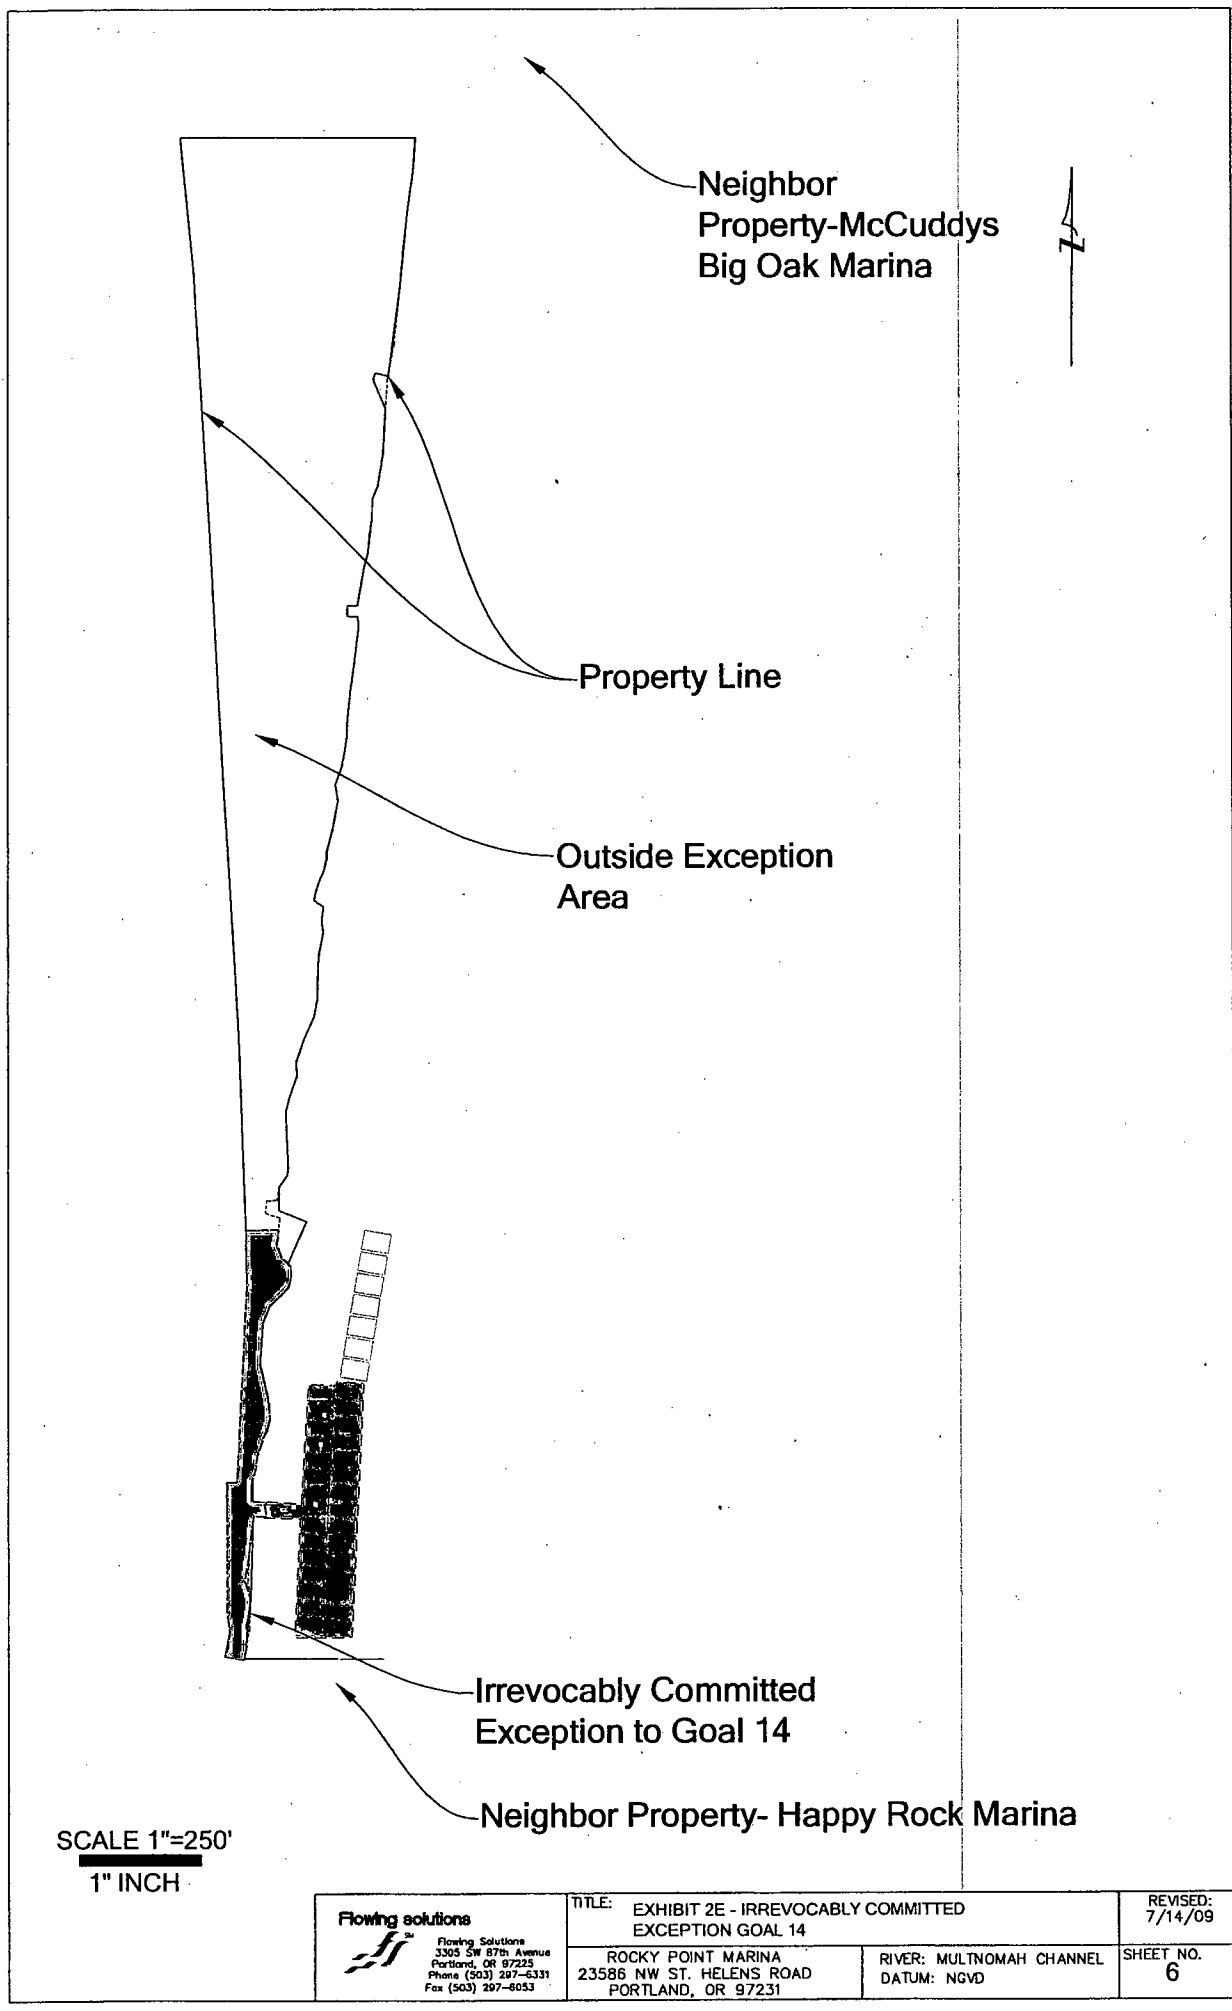 Neighbor
Property-McCuddys
Big Oak Marina
Z
Property Line
Outside Exception
Area
Irrevocably Committed
Exception to Goal 14
Neighbor Property- Happy Rock Marina
SCALE 1"=250'
1" INCH
Flowing solutions
SM
Flowing Solutions
3305 SW 87th Avenue
Portland, OR 97225
Phone (503) 297-6331
Fax (503) 297-6053
TITLE: EXHIBIT 2E - IRREVOCABLY COMMITTED
EXCEPTION GOAL 14
REVISED:
7/14/09
ROCKY POINT MARINA
23586 NW ST. HELENS ROAD
PORTLAND, OR 97231
RIVER: MULTNOMAH CHANNEL
DATUM: NGVD
SHEET NO.
6